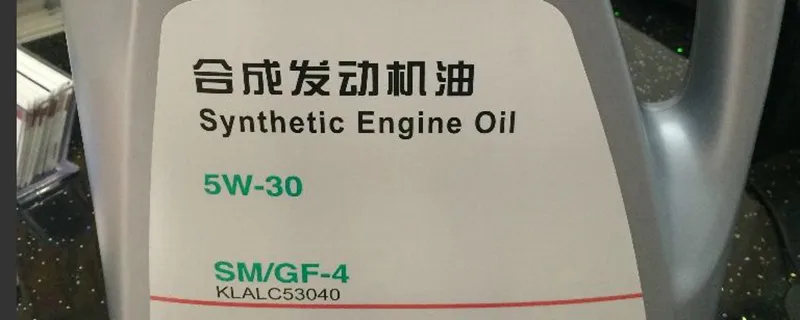 合成发动机油
Synthetic Engine Oil
5W-30
SM/GF-4
KLALC53040